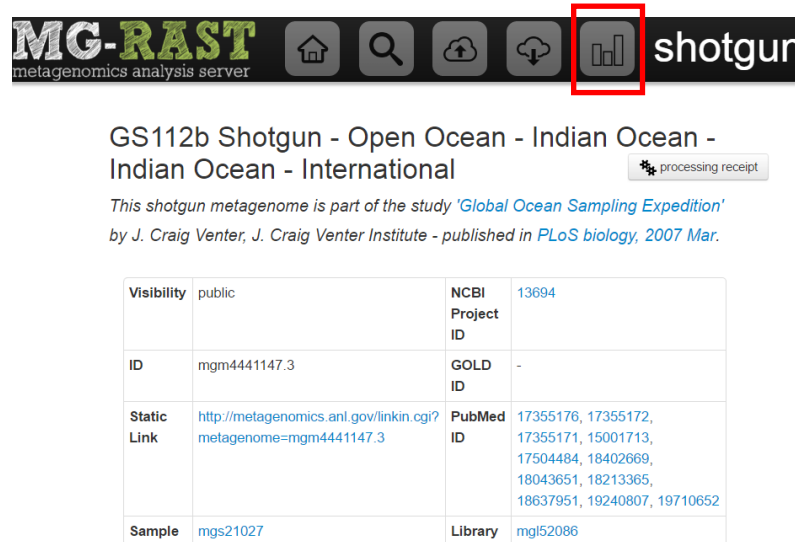 MG-RAST
metagenomics analysis server
shotgun
GS112b Shotgun - Open Ocean - Indian Ocean -
Indian Ocean - International
processing receipt
This shotgun metagenome is part of the study 'Global Ocean Sampling Expedition'
by J. Craig Venter, J. Craig Venter Institute - published in PLoS biology, 2007 Mar.
Visibility public NCBI Project ID 13694
ID mgm4441147.3 GOLD ID -
Static Link http://metagenomics.anl.gov/linkin.cgi?metagenome=mgm4441147.3 PubMed ID 17355176, 17355172,
17355171, 15001713,
17504484, 18402669,
18043651, 18213365,
18637951, 19240807, 19710652
Sample mgs21027 Library mgl52086